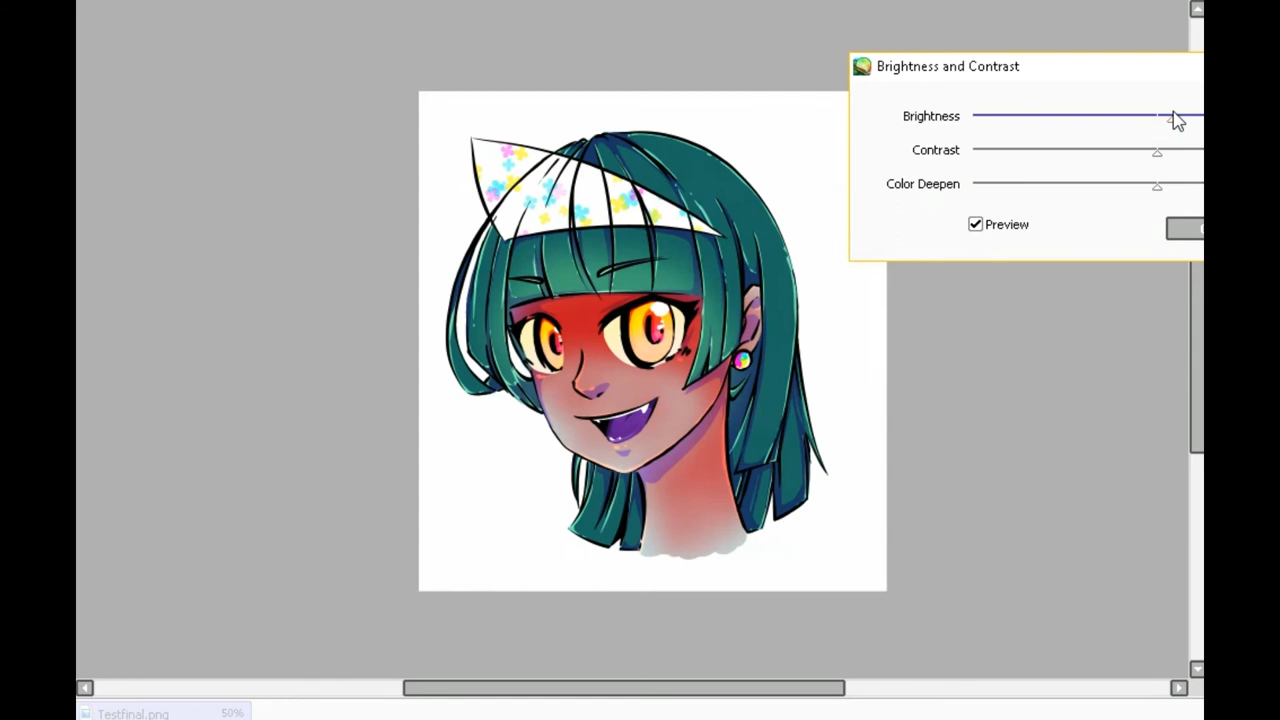 Brightness and Contrast
Brightness
Contrast
Color Deepen
Preview
Testfinal.png 50%